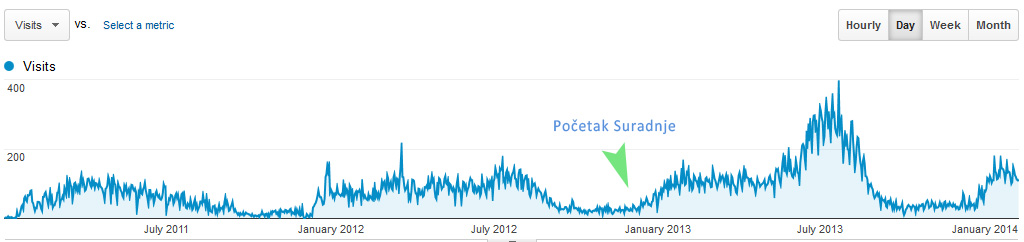 Visits vs. Select a metric Hourly Day Week Month
Visits
400
200
Početak Suradnje
July 2011 January 2012 July 2012 January 2013 July 2013 January 2014